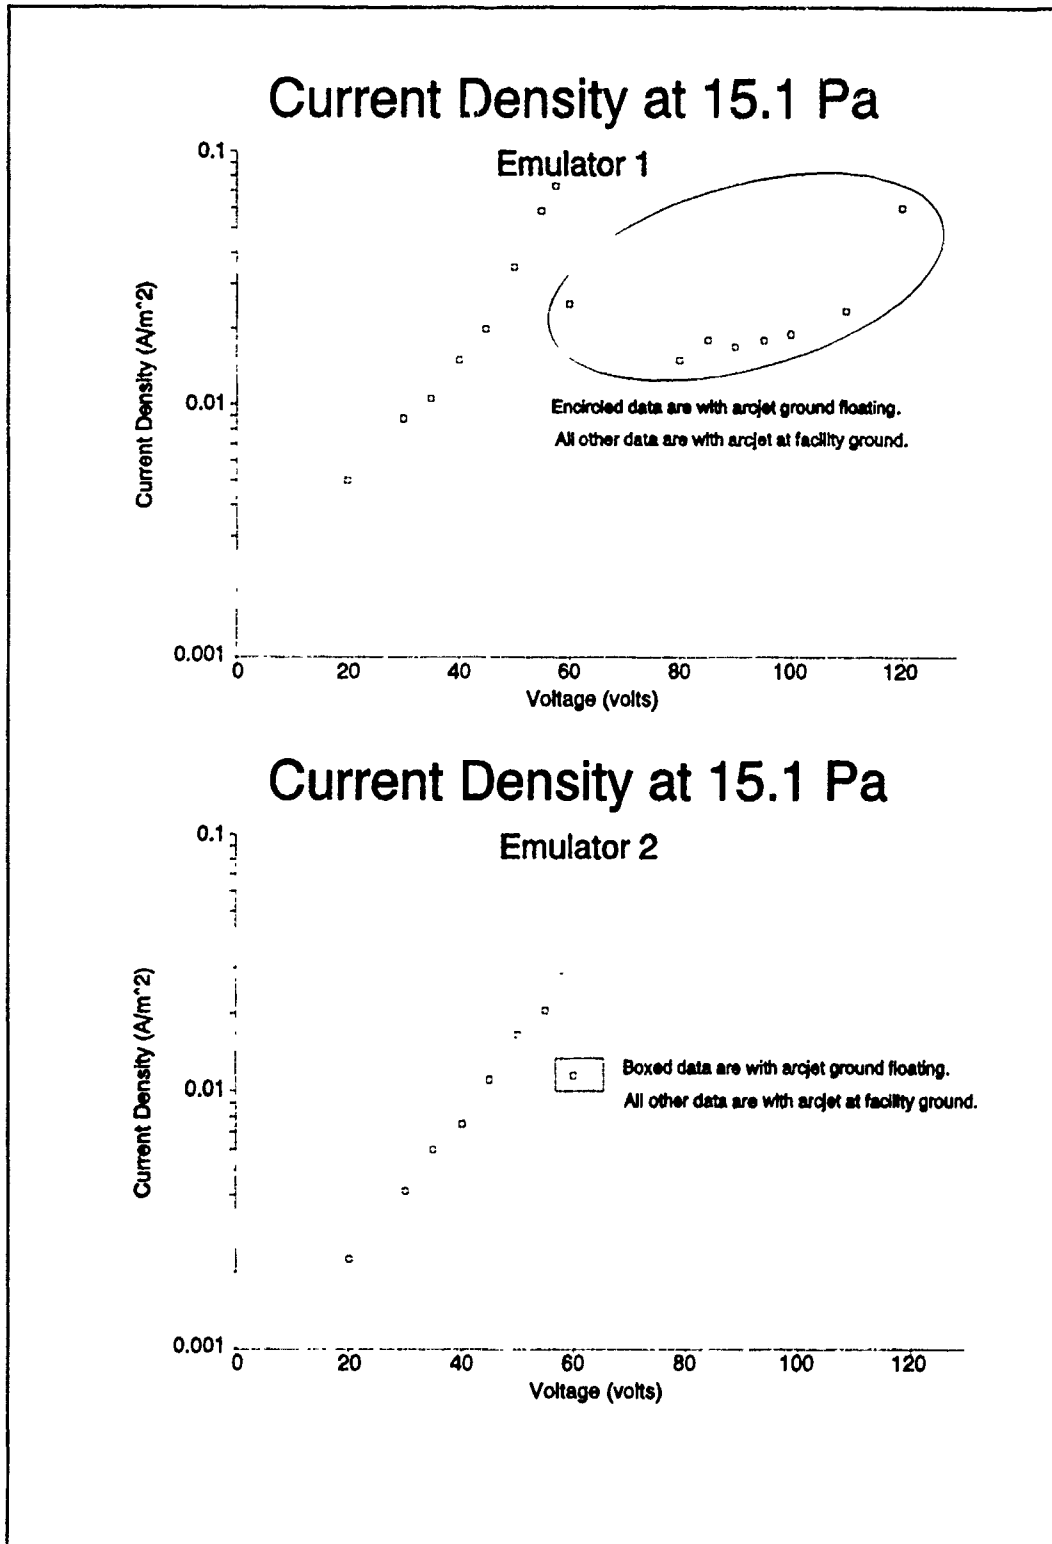 Current Density at 15.1 Pa
Emulator 1
0.1
0.01
0.001
Current Density (A/m^2)
0 20 40 60 80 100 120
Voltage (volts)
Encircled data are with arcjet ground floating.
All other data are with arcjet at facility ground.
Current Density at 15.1 Pa
Emulator 2
0.1
0.01
0.001
Current Density (A/m^2)
0 20 40 60 80 100 120
Voltage (volts)
Boxed data are with arcjet ground floating.
All other data are with arcjet at facility ground.